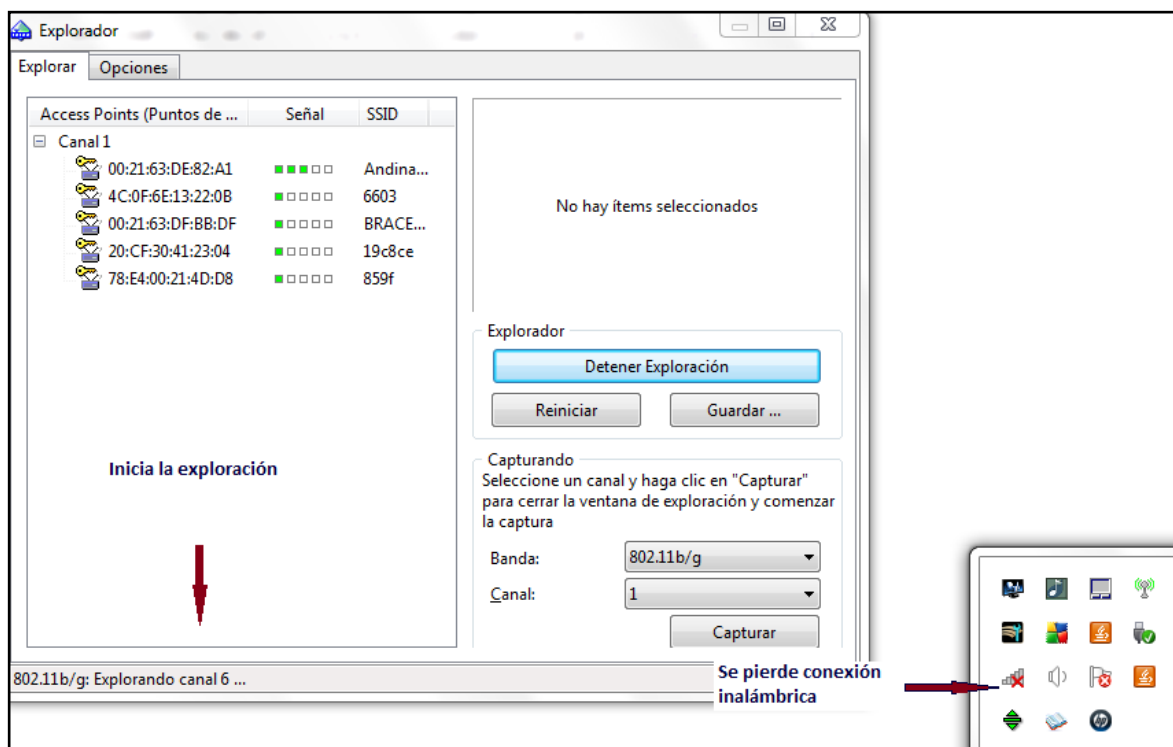 Explorador
Explorar Opciones
Access Points (Puntos de ... Señal SSID
Canal 1
00:21:63:DE:82:A1 Andina...
4C:0F:6E:13:22:0B 6603
00:21:63:DF:BB:DF BRACE...
20:CF:30:41:23:04 19c8ce
78:E4:00:21:4D:D8 859f
No hay ítems seleccionados
Explorador
Detener Exploración
Reiniciar Guardar ...
Inicia la exploración
Capturando
Seleccione un canal y haga clic en "Capturar"
para cerrar la ventana de exploración y comenzar
la captura
Banda: 802.11b/g
Canal: 1
Capturar
802.11b/g: Explorando canal 6 ...
Se pierde conexión
inalámbrica
hp